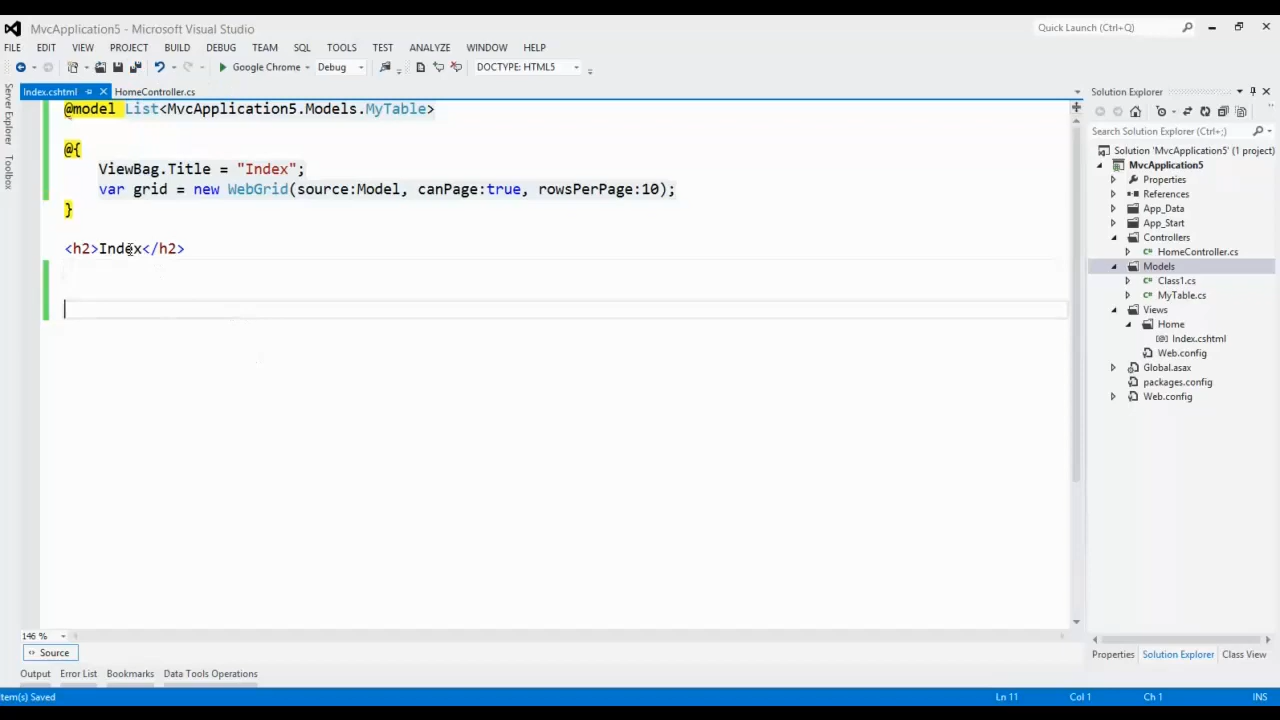 MvcApplication5 - Microsoft Visual Studio
Quick Launch (Ctrl+Q)
FILE EDIT VIEW PROJECT BUILD DEBUG TEAM SQL TOOLS TEST ANALYZE WINDOW HELP
Google Chrome Debug DOCTYPE: HTML5
Index.cshtml HomeController.cs
Server Explorer
Toolbox
@model List<MvcApplication5.Models.MyTable>
@{
ViewBag.Title = "Index";
var grid = new WebGrid(source:Model, canPage:true, rowsPerPage:10);
}
<h2>Index</h2>
146 %
Source
Output Error List Bookmarks Data Tools Operations
Solution Explorer
Search Solution Explorer (Ctrl+;)
Solution 'MvcApplication5' (1 project)
MvcApplication5
Properties
References
App_Data
App_Start
Controllers
HomeController.cs
Models
Class1.cs
MyTable.cs
Views
Home
Index.cshtml
Web.config
Global.asax
packages.config
Web.config
Properties Solution Explorer Class View
tem(s) Saved Ln 11 Col 1 Ch 1 INS